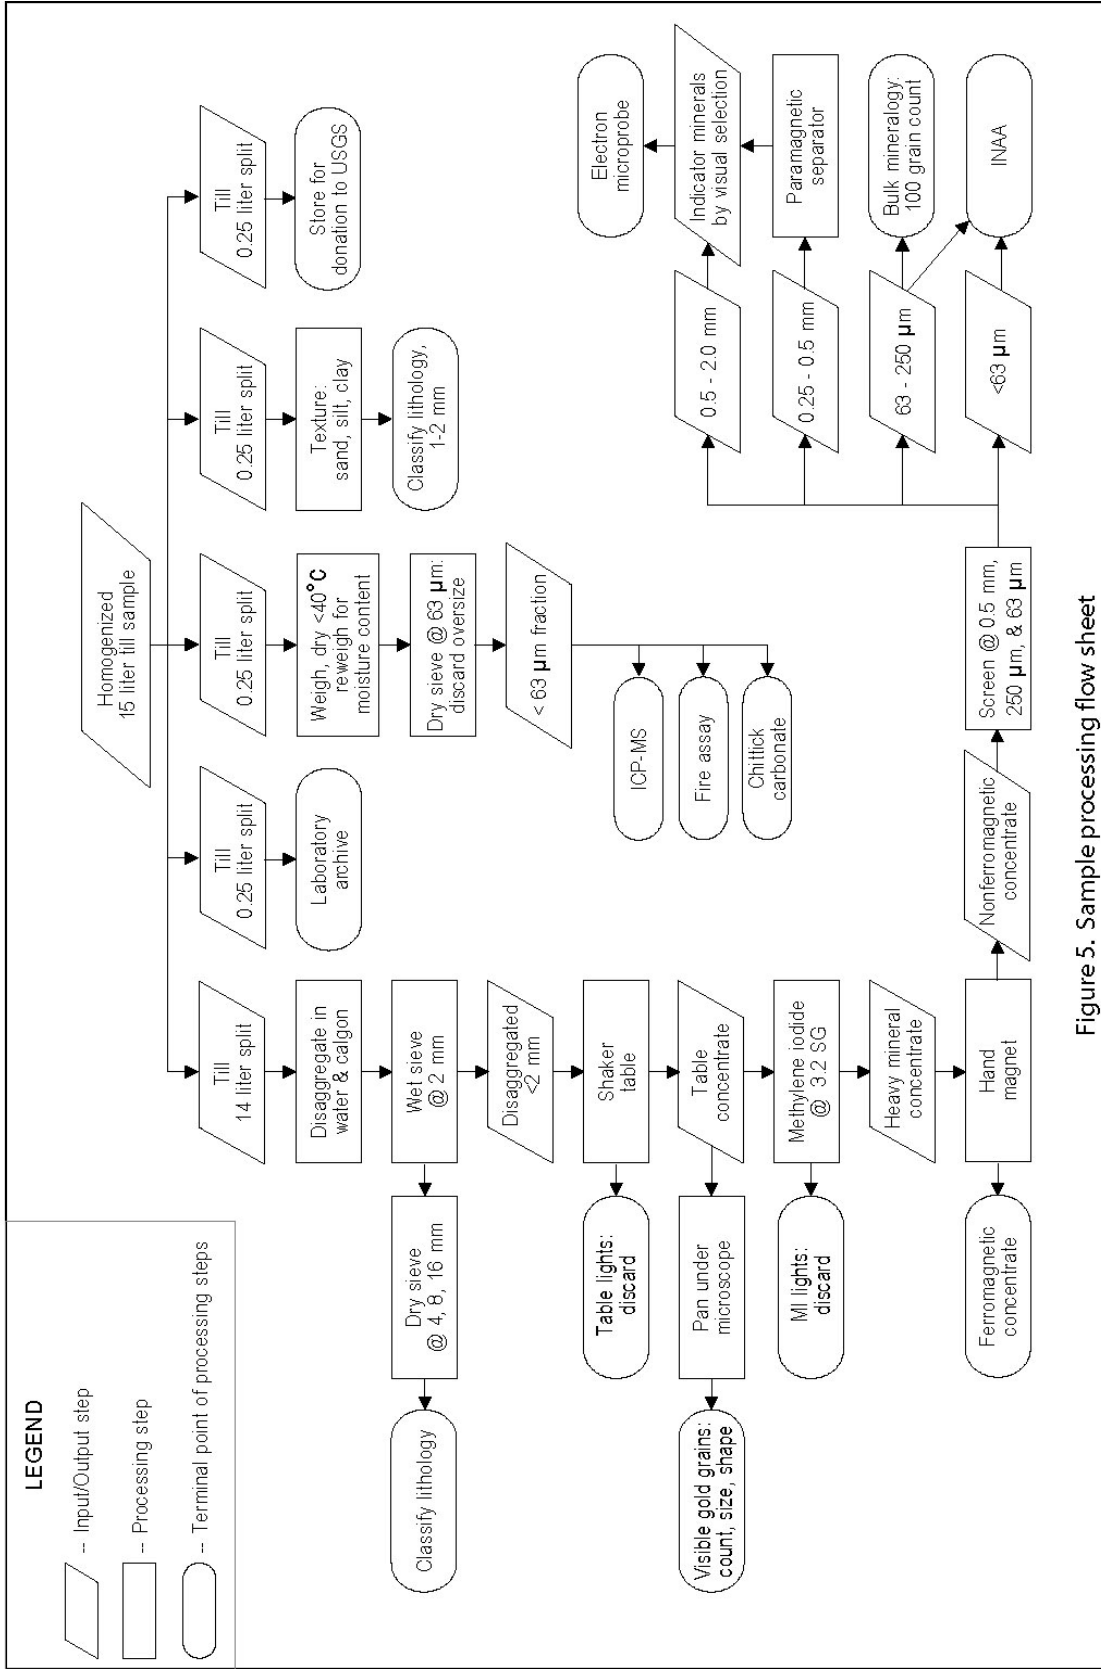 LEGEND
-- Input/Output step
-- Processing step
-- Terminal point of processing steps
Homogenized
15 liter till sample
Till
14 liter split
Till
0.25 liter split
Till
0.25 liter split
Till
0.25 liter split
Till
0.25 liter split
Disaggregate in
water & calgon
Laboratory
archive
Weigh, dry <40°C
reweigh for
moisture content
Texture:
sand, silt, clay
Store for
donation to USGS
Classify lithology
Dry sieve
@ 4, 8, 16 mm
Wet sieve
@ 2 mm
Dry sieve @ 63 µm:
discard oversize
Classify lithology,
1-2 mm
Disaggregated
<2 mm
< 63 µm fraction
Table lights:
discard
Shaker
table
ICP-MS
Fire assay
Chittick
carbonate
Visible gold grains:
count, size, shape
Pan under
microscope
Table
concentrate
MI lights:
discard
Methylene iodide
@ 3.2 SG
Heavy mineral
concentrate
Ferromagnetic
concentrate
Hand
magnet
Nonferromagnetic
concentrate
Screen @ 0.5 mm,
250 µm, & 63 µm
0.5 - 2.0 mm
Indicator minerals
by visual selection
Electron
microprobe
0.25 - 0.5 mm
Paramagnetic
separator
63 - 250 µm
Bulk mineralogy:
100 grain count
<63 µm
INAA
Figure 5. Sample processing flow sheet